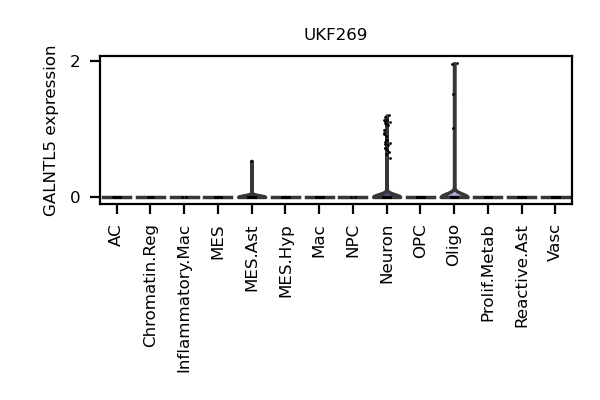 UKF269
GALNTL5 expression
2
0
AC
Chromatin.Reg
Inflammatory.Mac
MES
MES.Ast
MES.Hyp
Mac
NPC
Neuron
OPC
Oligo
Prolif.Metab
Reactive.Ast
Vasc